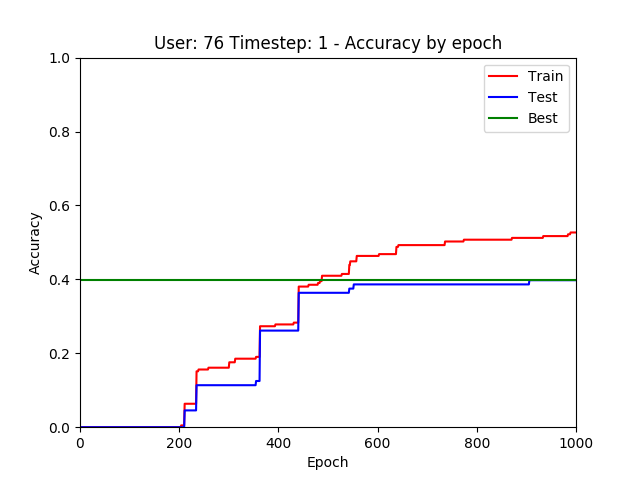 User: 76 Timestep: 1 - Accuracy by epoch
1.0
0.8
0.6
0.4
0.2
0.0
Accuracy
Train
Test
Best
0 200 400 600 800 1000
Epoch